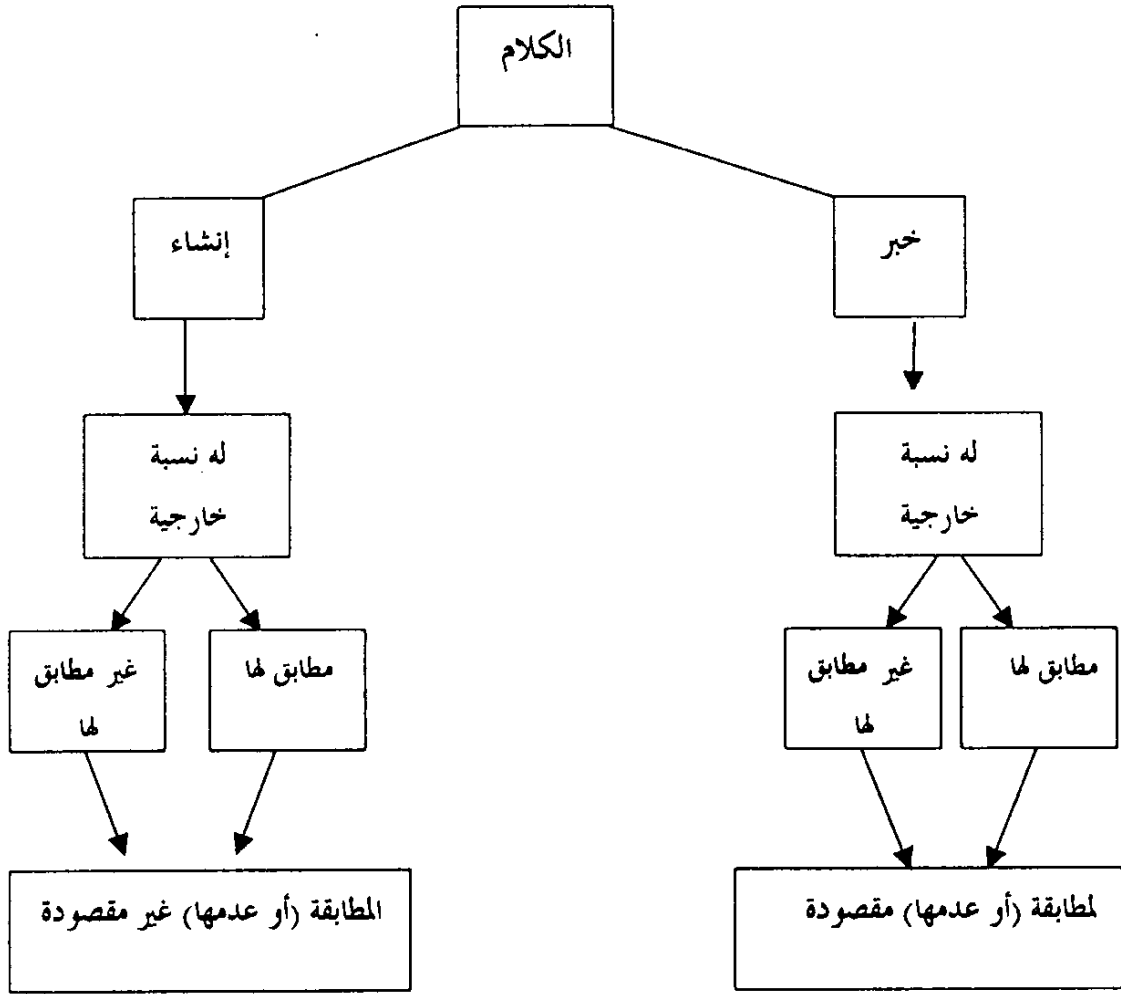 الكلام
خبر
إنشاء
له نسبة
خارجية
له نسبة
خارجية
مطابق لها
غير مطابق
لها
مطابق لها
غير مطابق
لها
لمطابقة (أو عدمها) مقصودة
المطابقة (أو عدمها) غير مقصودة